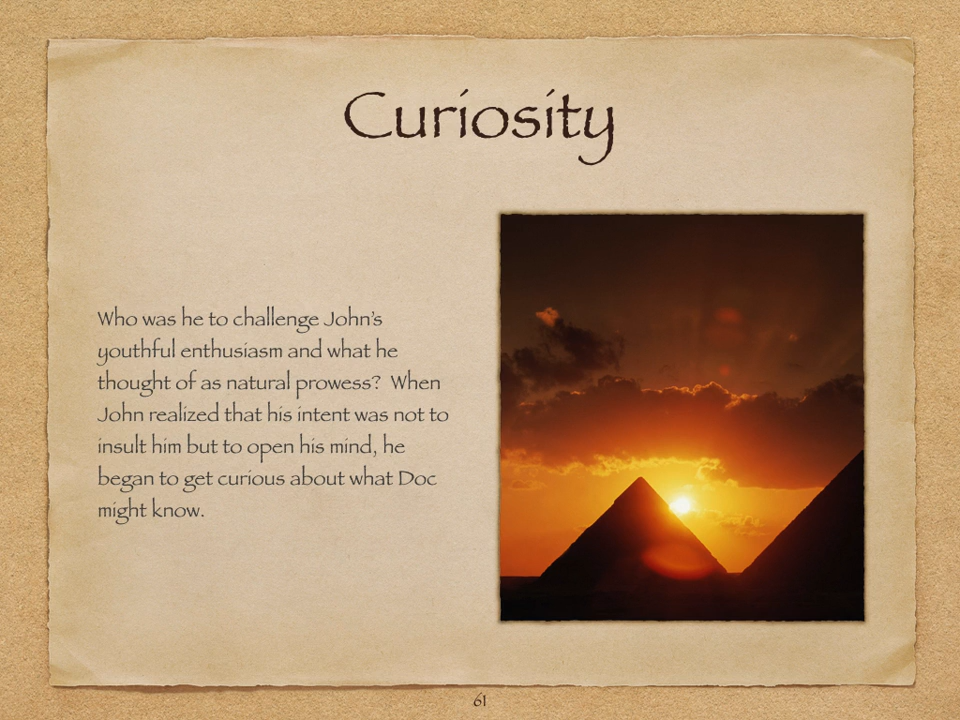 Curiosity
Who was he to challenge John's
youthful enthusiasm and what he
thought of as natural prowess?  When
John realized that his intent was not to
insult him but to open his mind, he
began to get curious about what Doc
might know.
61